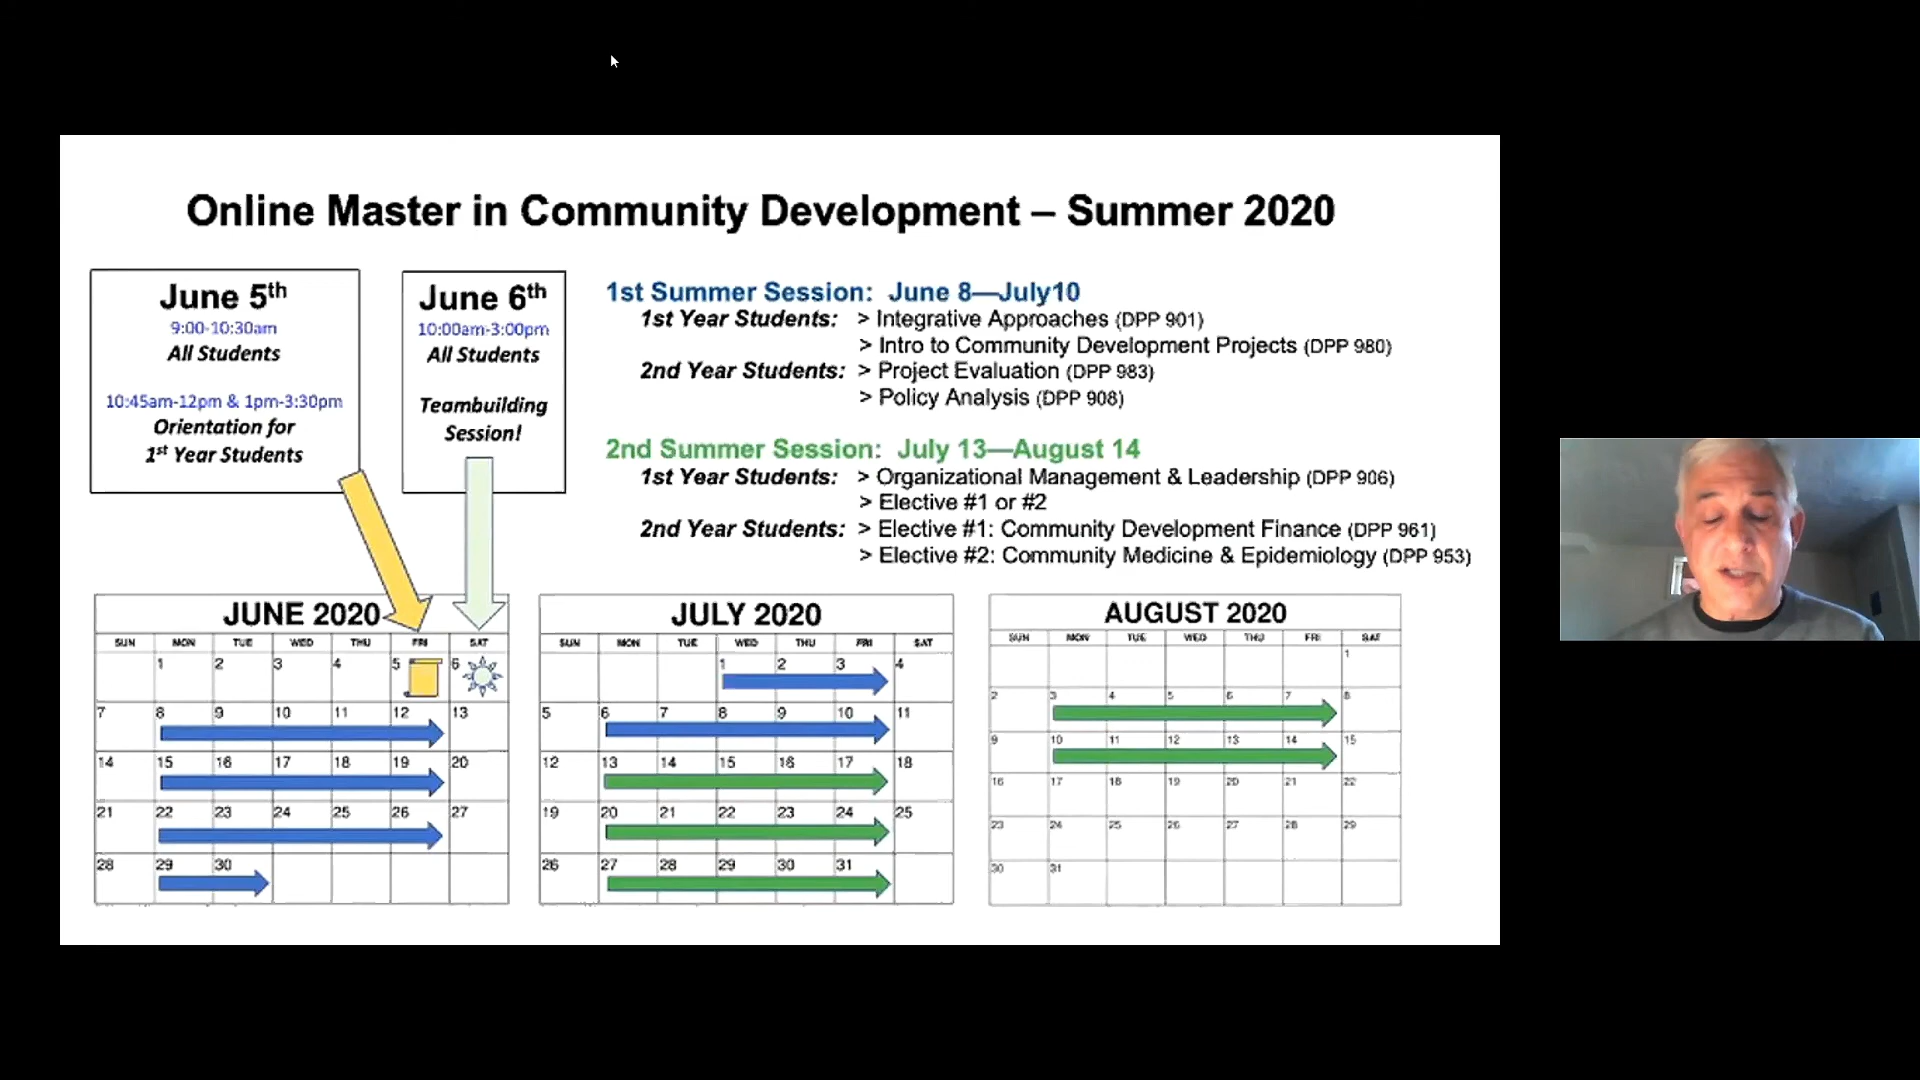 Online Master in Community Development – Summer 2020
June 5th
9:00-10:30am
All Students
10:45am-12pm & 1pm-3:30pm
Orientation for
1st Year Students
June 6th
10:00am-3:00pm
All Students
Teambuilding
Session!
1st Summer Session: June 8—July10
1st Year Students: > Integrative Approaches (DPP 901)
> Intro to Community Development Projects (DPP 980)
2nd Year Students: > Project Evaluation (DPP 983)
> Policy Analysis (DPP 908)
2nd Summer Session: July 13—August 14
1st Year Students: > Organizational Management & Leadership (DPP 906)
> Elective #1 or #2
2nd Year Students: > Elective #1: Community Development Finance (DPP 961)
> Elective #2: Community Medicine & Epidemiology (DPP 953)
JUNE 2020
SUN MON TUE WED THU FRI SAT
1 2 3 4 5 6
7 8 9 10 11 12 13
14 15 16 17 18 19 20
21 22 23 24 25 26 27
28 29 30
JULY 2020
SUN MON TUE WED THU FRI SAT
1 2 3 4
5 6 7 8 9 10 11
12 13 14 15 16 17 18
19 20 21 22 23 24 25
26 27 28 29 30 31
AUGUST 2020
SUN MON TUE WED THU FRI SAT
1
2 3 4 5 6 7 8
9 10 11 12 13 14 15
16 17 18 19 20 21 22
23 24 25 26 27 28 29
30 31